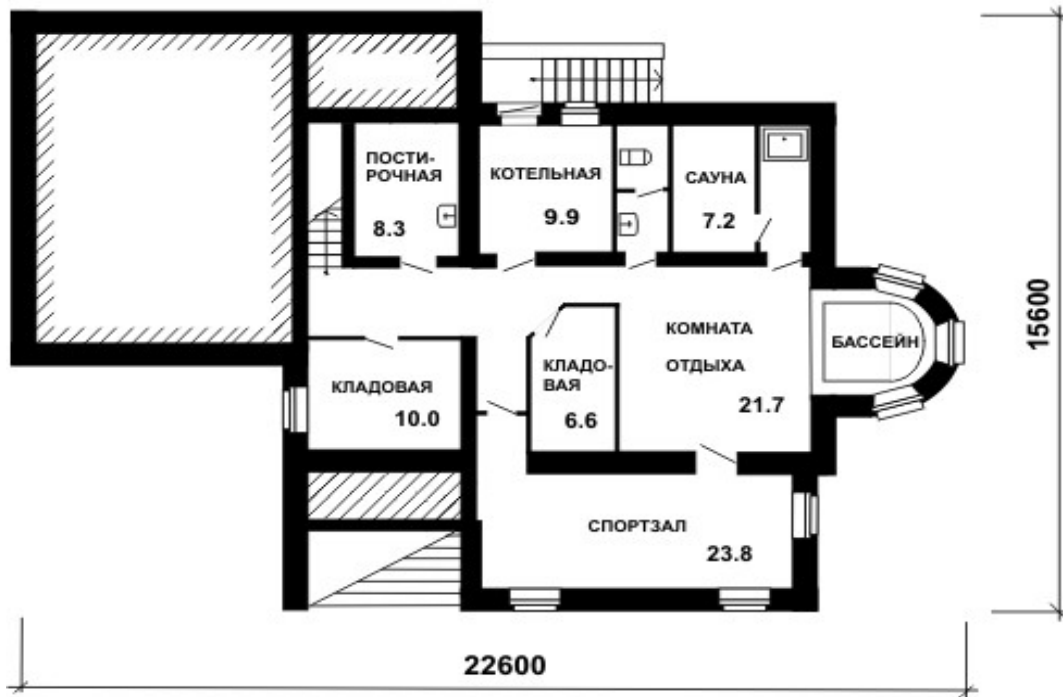 ПОСТИ-
РОЧНАЯ
8.3
КОТЕЛЬНАЯ
9.9
САУНА
7.2
КОМНАТА
ОТДЫХА
21.7
БАССЕЙН
КЛАДОВАЯ
10.0
КЛАДО-
ВАЯ
6.6
СПОРТЗАЛ
23.8
15600
22600